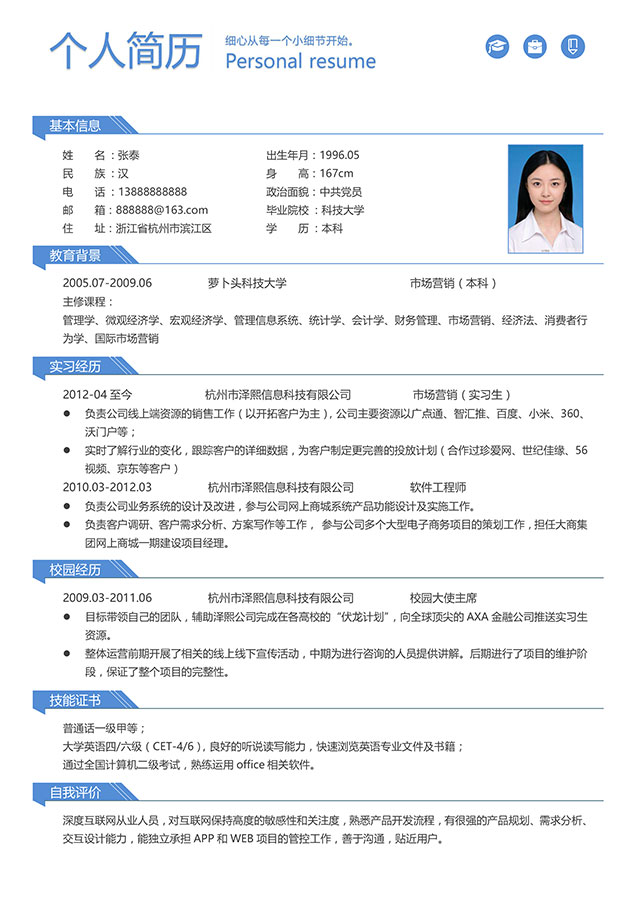 个人简历
细心从每一个小细节开始。
Personal resume
基本信息
姓 名：张泰 出生年月：1996.05
民 族：汉 身 高：167cm
电 话：13888888888 政治面貌：中共党员
邮 箱：888888@163.com 毕业院校：科技大学
住 址：浙江省杭州市滨江区 学 历：本科
教育背景
2005.07-2009.06 萝卜头科技大学 市场营销（本科）
主修课程：
管理学、微观经济学、宏观经济学、管理信息系统、统计学、会计学、财务管理、市场营销、经济法、消费者行
为学、国际市场营销
实习经历
2012-04 至今 杭州市泽熙信息科技有限公司 市场营销（实习生）
● 负责公司线上端资源的销售工作（以开拓客户为主），公司主要资源以广点通、智汇推、百度、小米、360、
沃门户等；
● 实时了解行业的变化，跟踪客户的详细数据，为客户制定更完善的投放计划（合作过珍爱网、世纪佳缘、56
视频、京东等客户）
2010.03-2012.03 杭州市泽熙信息科技有限公司 软件工程师
● 负责公司业务系统的设计及改进，参与公司网上商城系统产品功能设计及实施工作。
● 负责客户调研、客户需求分析、方案写作等工作， 参与公司多个大型电子商务项目的策划工作，担任大商集
团网上商城一期建设项目经理。
校园经历
2009.03-2011.06 杭州市泽熙信息科技有限公司 校园大使主席
● 目标带领自己的团队，辅助泽熙公司完成在各高校的“伏龙计划”，向全球顶尖的 AXA 金融公司推送实习生
资源。
● 整体运营前期开展了相关的线上线下宣传活动，中期为进行咨询的人员提供讲解。后期进行了项目的维护阶
段，保证了整个项目的完整性。
技能证书
普通话一级甲等；
大学英语四/六级（CET-4/6），良好的听说读写能力，快速浏览英语专业文件及书籍；
通过全国计算机二级考试，熟练运用 office 相关软件。
自我评价
深度互联网从业人员，对互联网保持高度的敏感性和关注度，熟悉产品开发流程，有很强的产品规划、需求分析、
交互设计能力，能独立承担 APP 和 WEB 项目的管控工作，善于沟通，贴近用户。